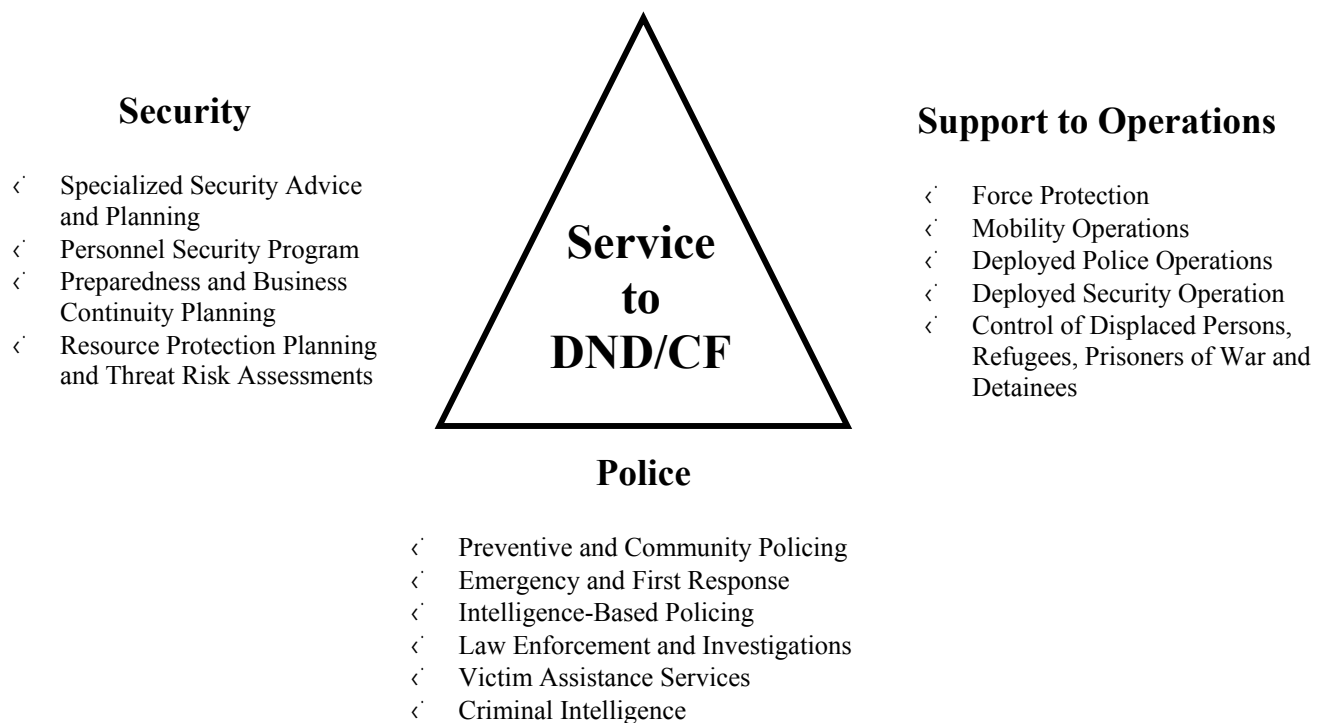 Security
‹˙ Specialized Security Advice
and Planning
‹˙ Personnel Security Program
‹˙ Preparedness and Business
Continuity Planning
‹˙ Resource Protection Planning
and Threat Risk Assessments
Service
to
DND/CF
Support to Operations
‹˙ Force Protection
‹˙ Mobility Operations
‹˙ Deployed Police Operations
‹˙ Deployed Security Operation
‹˙ Control of Displaced Persons,
Refugees, Prisoners of War and
Detainees
Police
‹˙ Preventive and Community Policing
‹˙ Emergency and First Response
‹˙ Intelligence-Based Policing
‹˙ Law Enforcement and Investigations
‹˙ Victim Assistance Services
‹˙ Criminal Intelligence